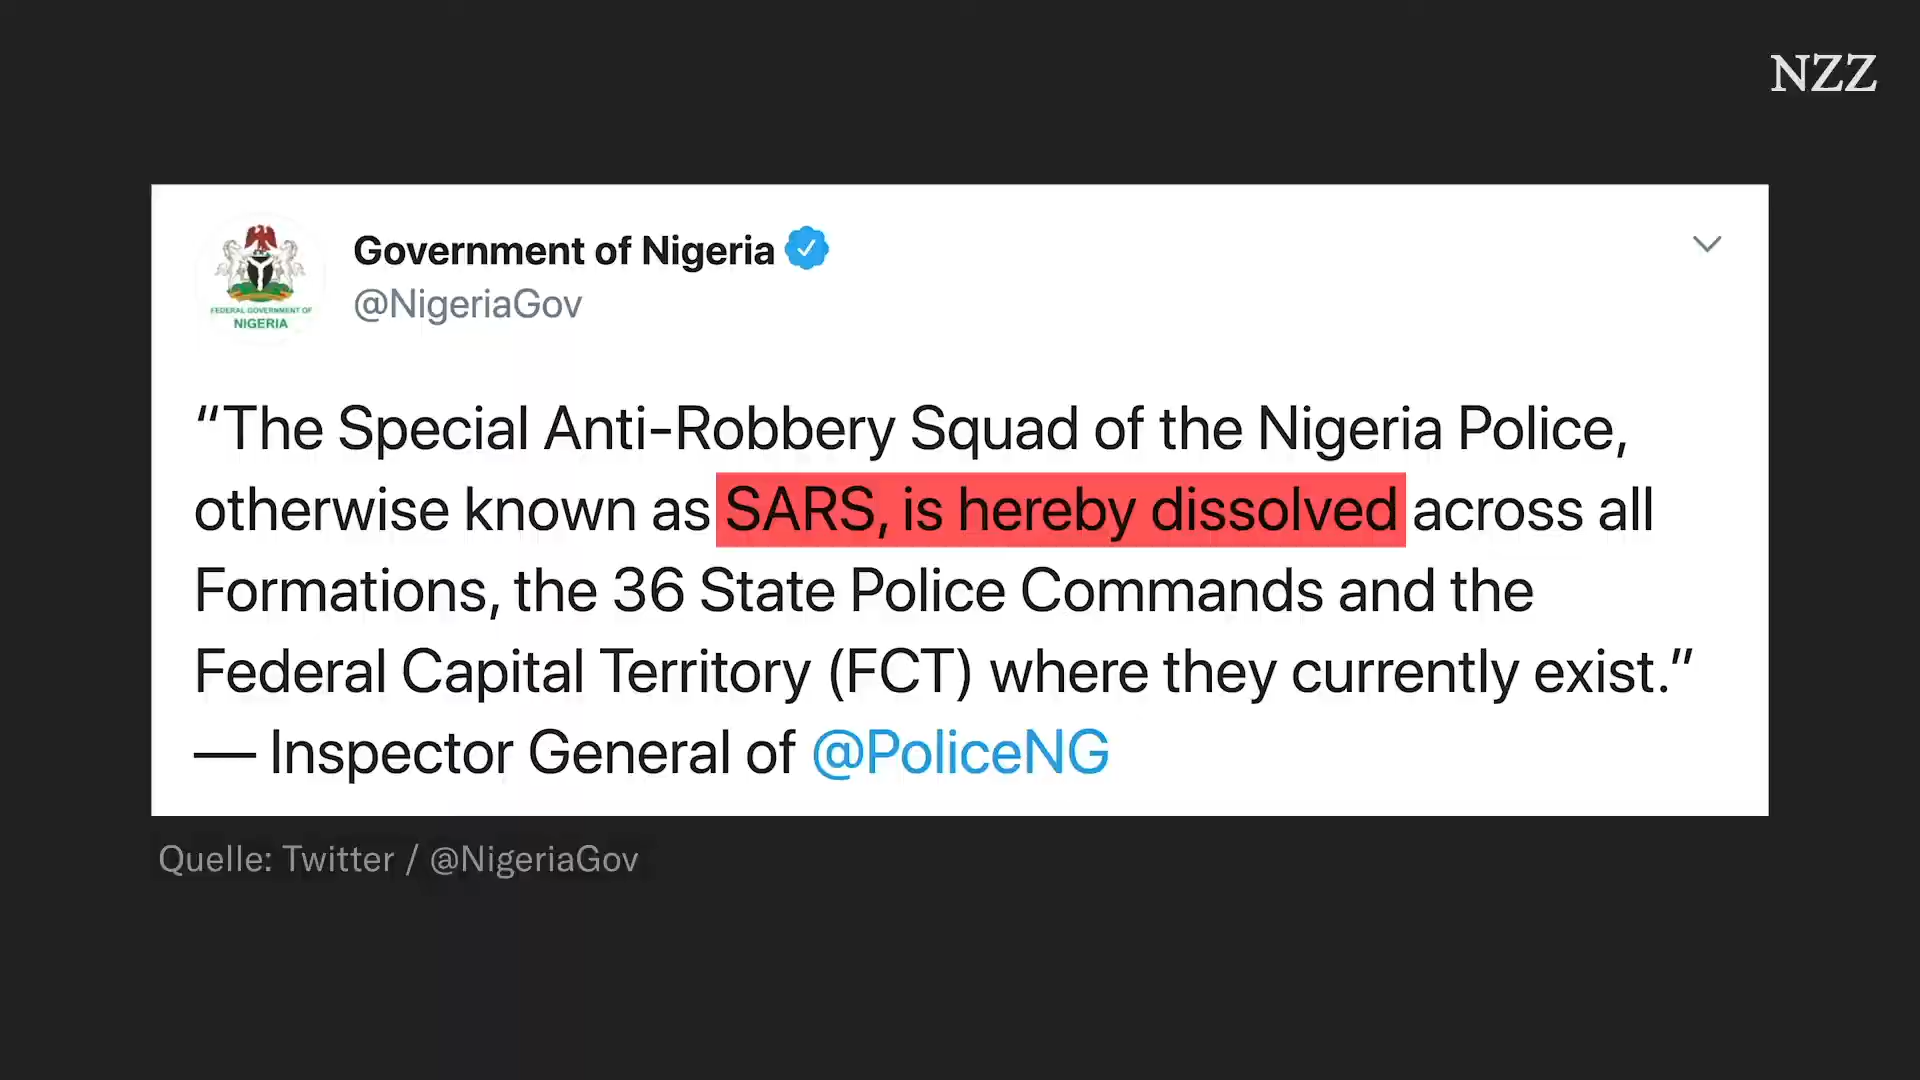 NZZ
Government of Nigeria
@NigeriaGov
FEDERAL GOVERNMENT OF
NIGERIA
“The Special Anti-Robbery Squad of the Nigeria Police,
otherwise known as SARS, is hereby dissolved across all
Formations, the 36 State Police Commands and the
Federal Capital Territory (FCT) where they currently exist.”
— Inspector General of @PoliceNG
Quelle: Twitter / @NigeriaGov